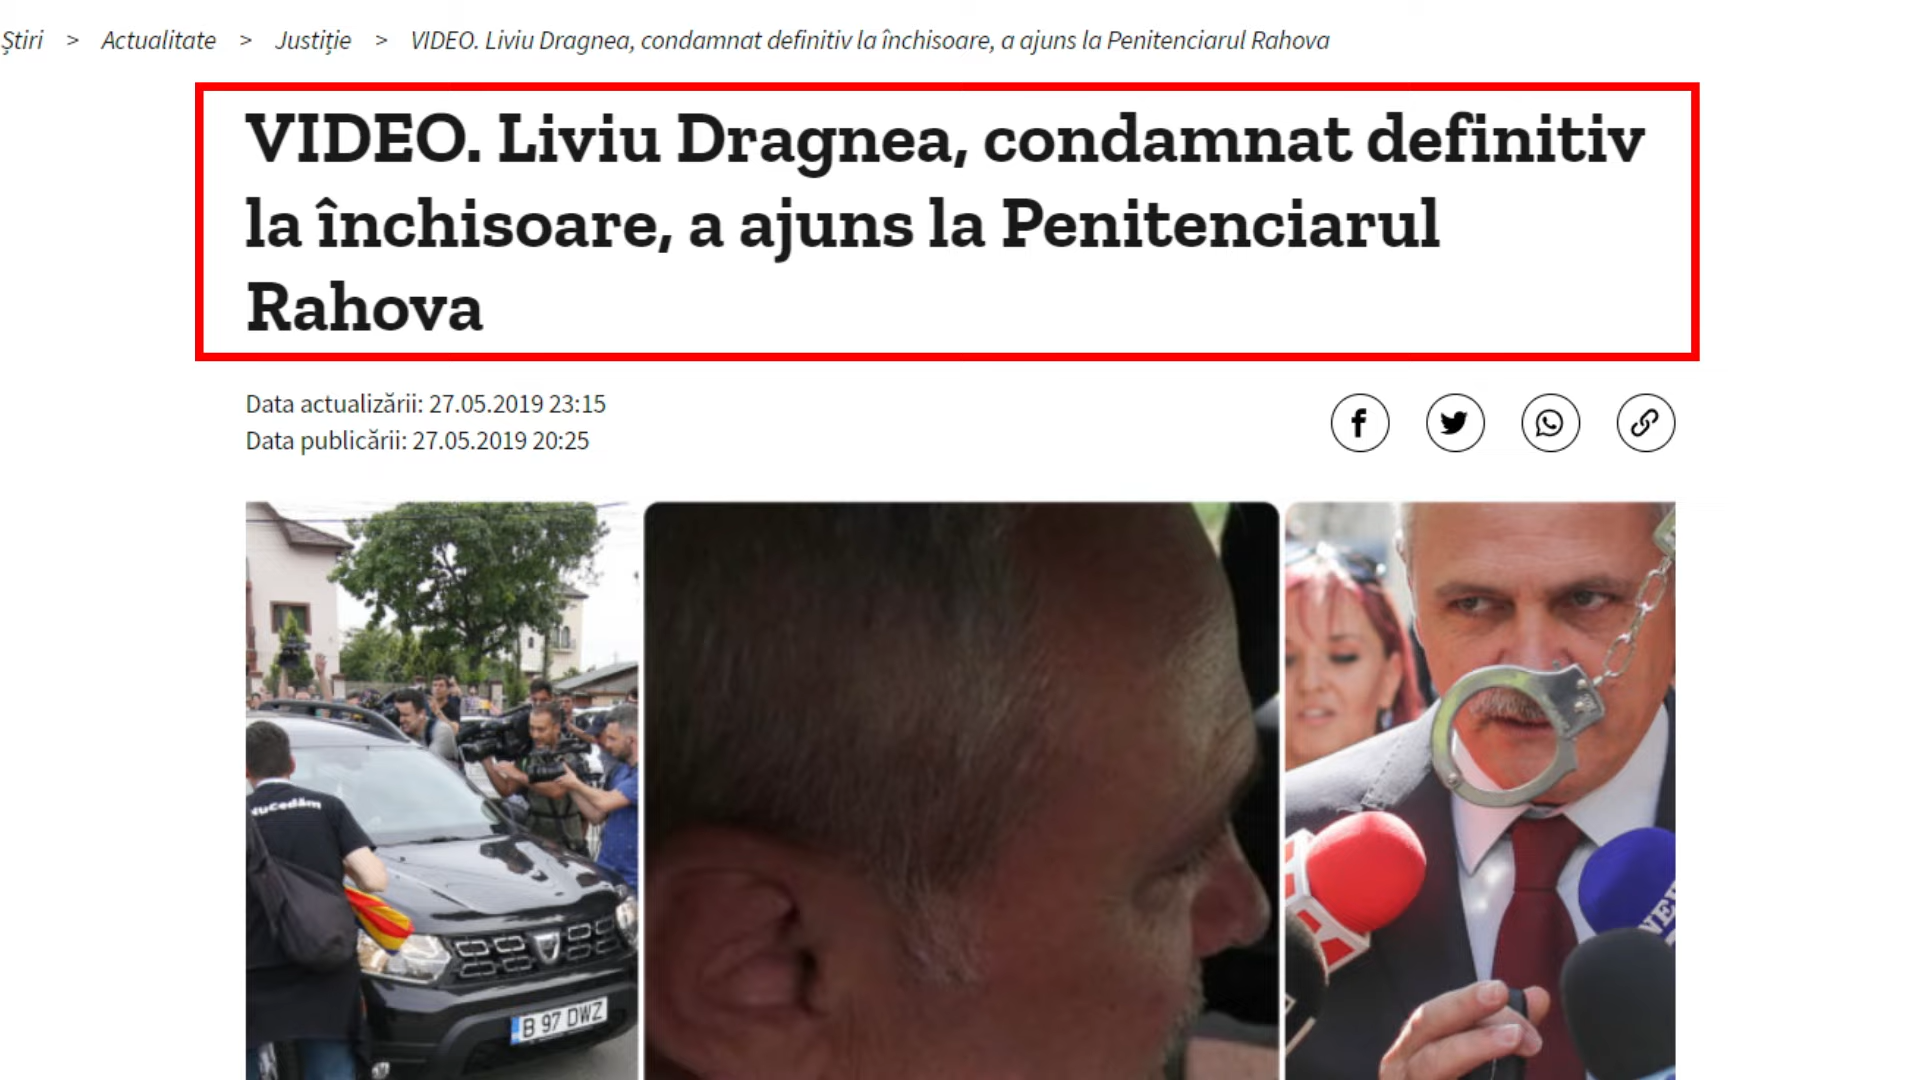 Știri > Actualitate > Justiție > VIDEO. Liviu Dragnea, condamnat definitiv la închisoare, a ajuns la Penitenciarul Rahova
VIDEO. Liviu Dragnea, condamnat definitiv
la închisoare, a ajuns la Penitenciarul
Rahova
Data actualizării: 27.05.2019 23:15
Data publicării: 27.05.2019 20:25
NuCedăm
B 97 DWZ